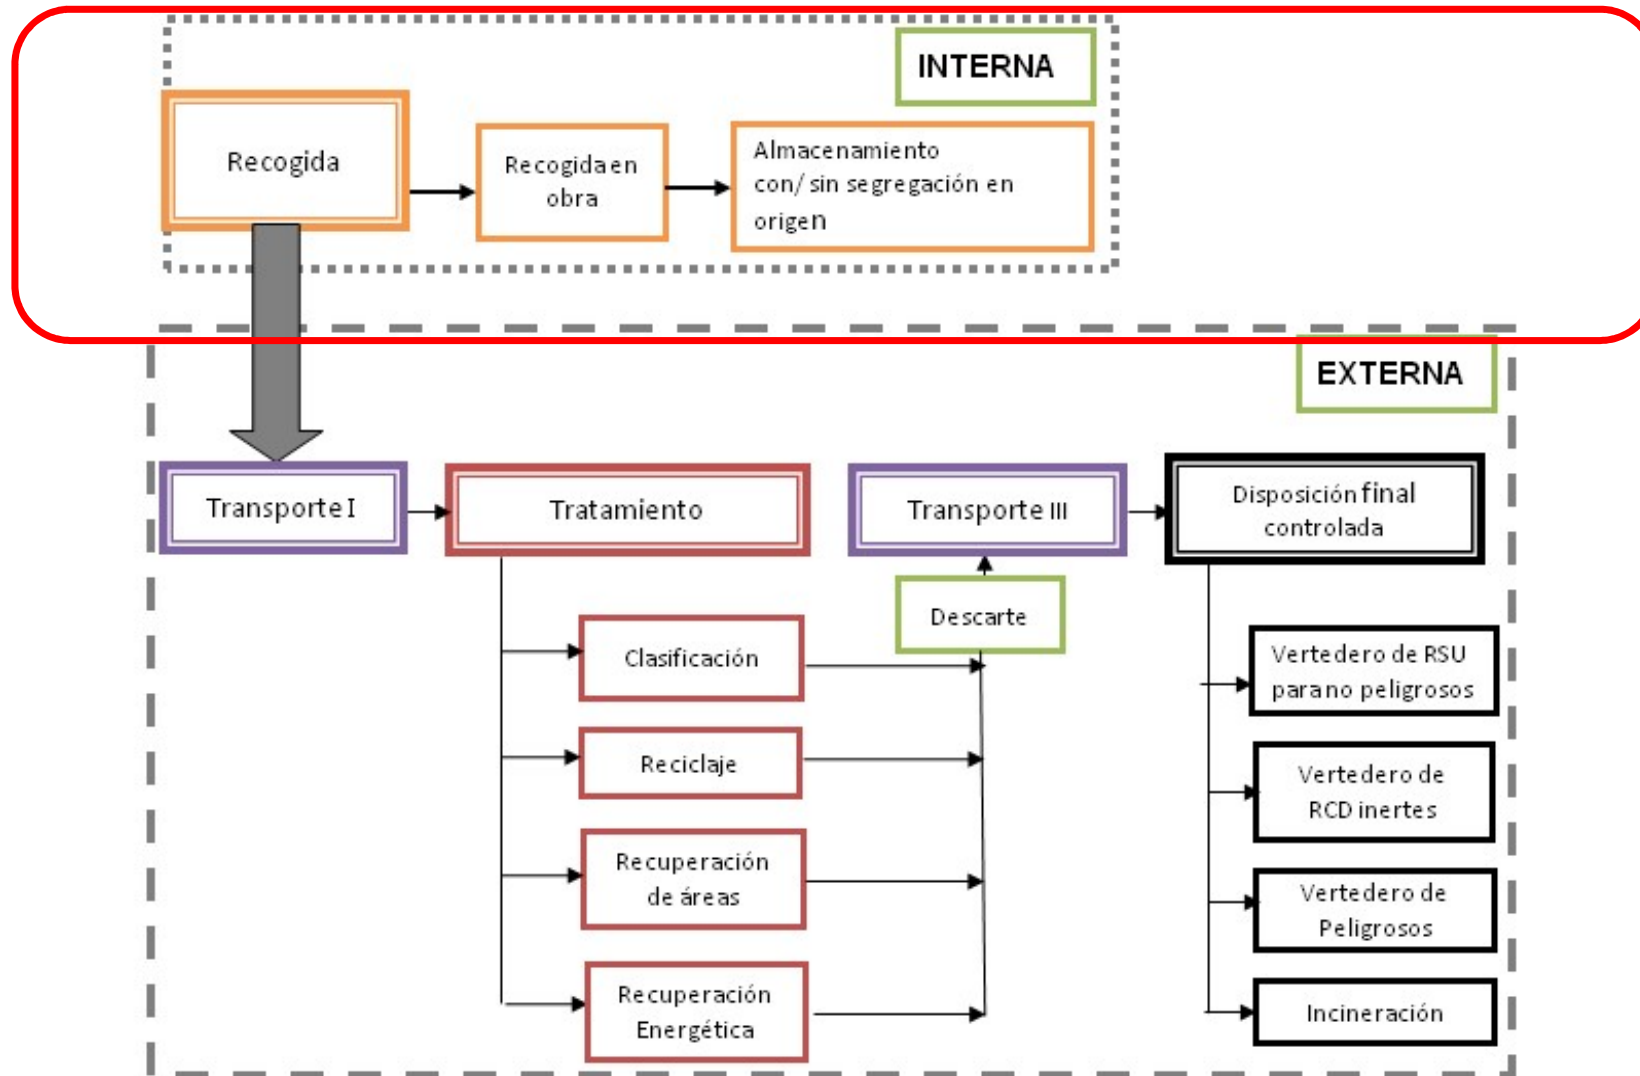 INTERNA
Recogida
Recogida en
obra
Almacenamiento
con/ sin segregación en
origen
EXTERNA
Transporte I
Tratamiento
Transporte III
Disposición final
controlada
Descarte
Clasificación
Reciclaje
Recuperación
de áreas
Recuperación
Energética
Vertedero de RSU
para no peligrosos
Vertedero de
RCD inertes
Vertedero de
Peligrosos
Incineración